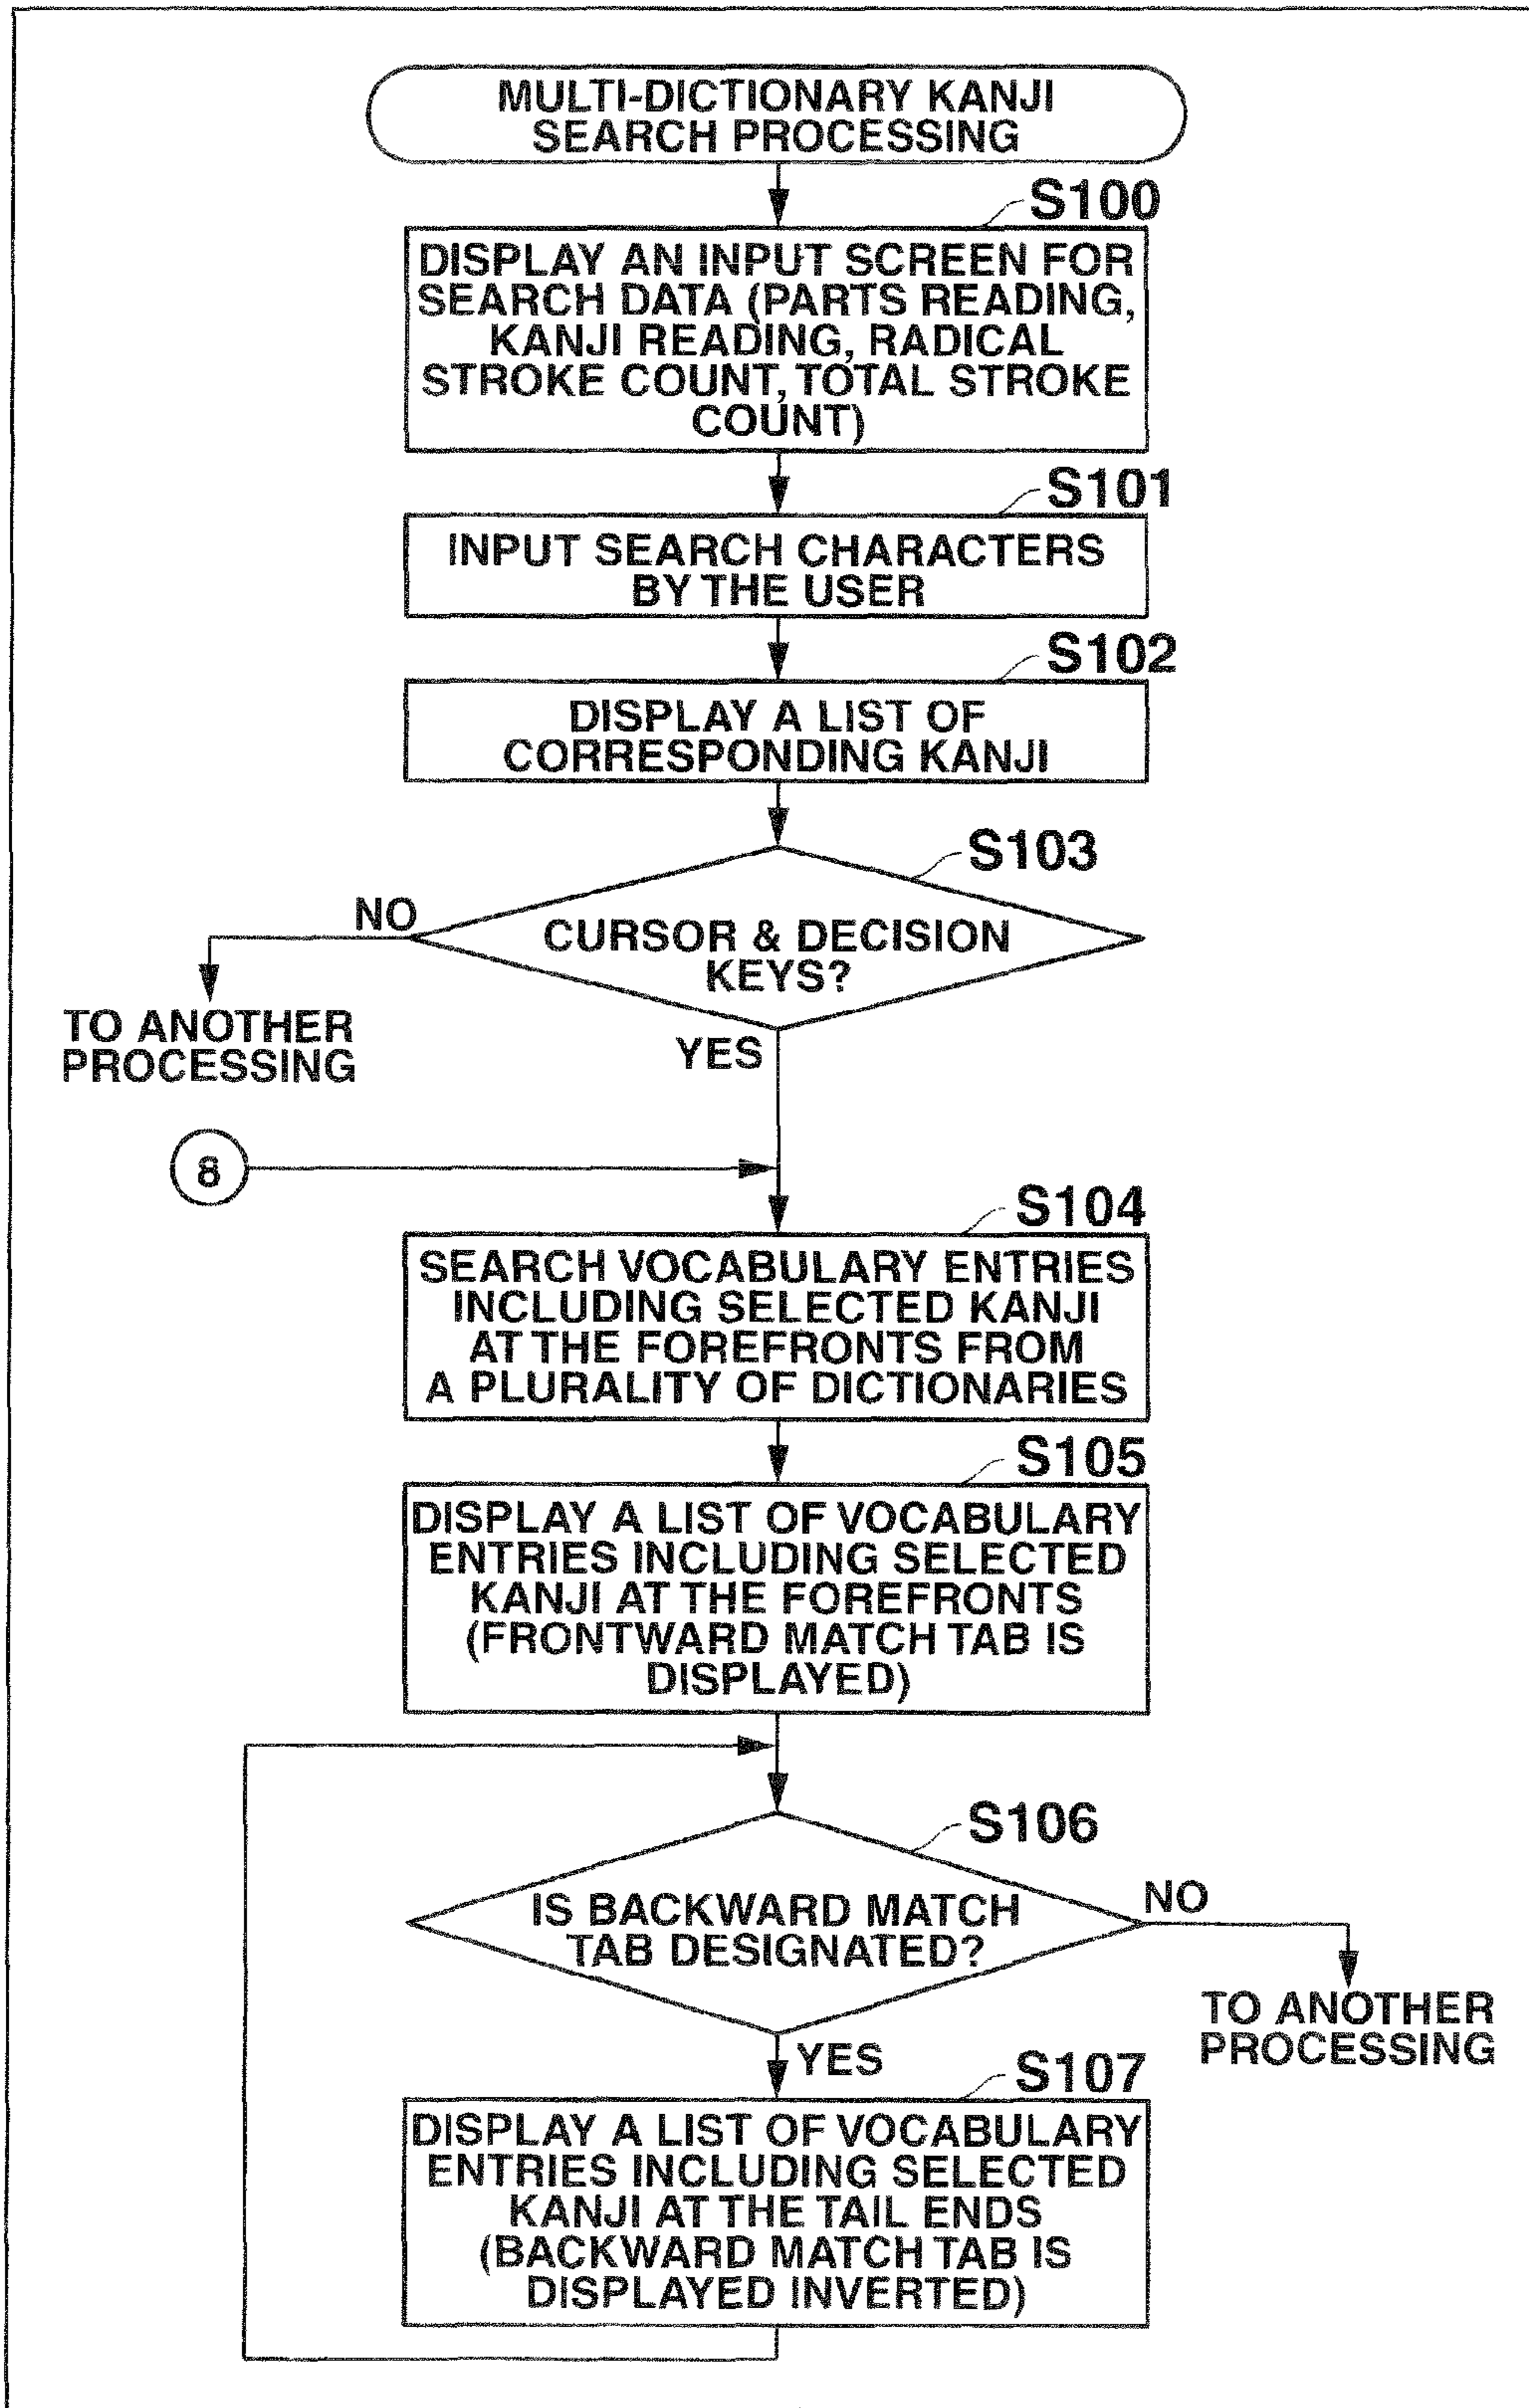 MULTI-DICTIONARY KANJI
SEARCH PROCESSING
S100
DISPLAY AN INPUT SCREEN FOR
SEARCH DATA (PARTS READING,
KANJI READING, RADICAL
STROKE COUNT, TOTAL STROKE
COUNT)
S101
INPUT SEARCH CHARACTERS
BY THE USER
S102
DISPLAY A LIST OF
CORRESPONDING KANJI
S103
NO
CURSOR & DECISION
KEYS?
TO ANOTHER
PROCESSING
YES
8
S104
SEARCH VOCABULARY ENTRIES
INCLUDING SELECTED KANJI
AT THE FOREFRONTS FROM
A PLURALITY OF DICTIONARIES
S105
DISPLAY A LIST OF VOCABULARY
ENTRIES INCLUDING SELECTED
KANJI AT THE FOREFRONTS
(FRONTWARD MATCH TAB IS
DISPLAYED)
S106
IS BACKWARD MATCH
TAB DESIGNATED?
NO
TO ANOTHER
PROCESSING
YES
S107
DISPLAY A LIST OF VOCABULARY
ENTRIES INCLUDING SELECTED
KANJI AT THE TAIL ENDS
(BACKWARD MATCH TAB IS
DISPLAYED INVERTED)